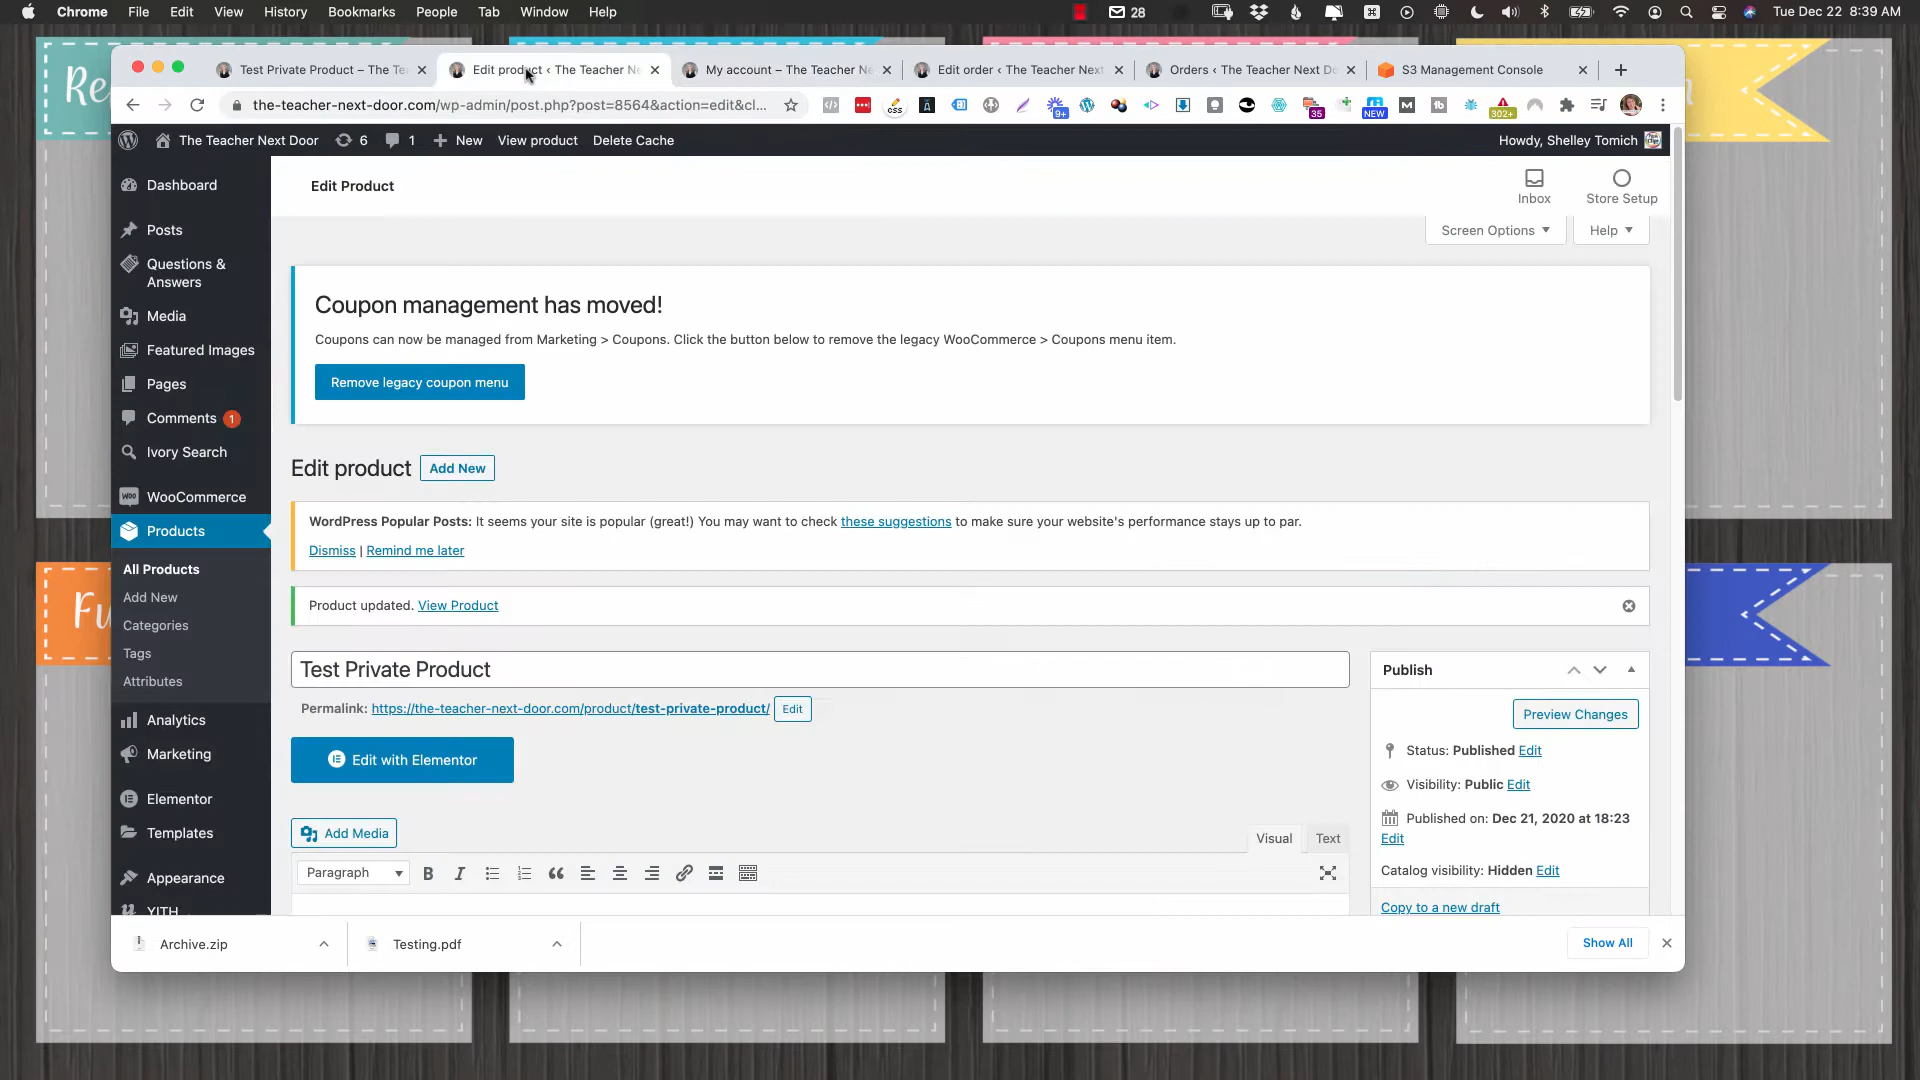 Chrome File Edit View History Bookmarks People Tab Window Help
28
Tue Dec 22 8:39 AM
Test Private Product – The Te
Edit product ‹ The Teacher Ne
My account – The Teacher Ne
Edit order ‹ The Teacher Next
Orders ‹ The Teacher Next Do
S3 Management Console
the-teacher-next-door.com/wp-admin/post.php?post=8564&action=edit&cl...
css
9+
35
NEW
302+
The Teacher Next Door 6 1 New View product Delete Cache
Howdy, Shelley Tomich
Dashboard
Posts
Questions &
Answers
Media
Featured Images
Pages
Comments 1
Ivory Search
WooCommerce
Products
All Products
Add New
Categories
Tags
Attributes
Analytics
Marketing
Elementor
Templates
Appearance
YITH
Edit Product
Inbox
Store Setup
Screen Options
Help
Coupon management has moved!
Coupons can now be managed from Marketing > Coupons. Click the button below to remove the legacy WooCommerce > Coupons menu item.
Remove legacy coupon menu
Edit product Add New
WordPress Popular Posts: It seems your site is popular (great!) You may want to check these suggestions to make sure your website's performance stays up to par.
Dismiss | Remind me later
Product updated. View Product
Test Private Product
Permalink: https://the-teacher-next-door.com/product/test-private-product/ Edit
Edit with Elementor
Add Media
Visual Text
Paragraph
B I
Publish
Preview Changes
Status: Published Edit
Visibility: Public Edit
Published on: Dec 21, 2020 at 18:23
Edit
Catalog visibility: Hidden Edit
Copy to a new draft
Archive.zip
Testing.pdf
Show All